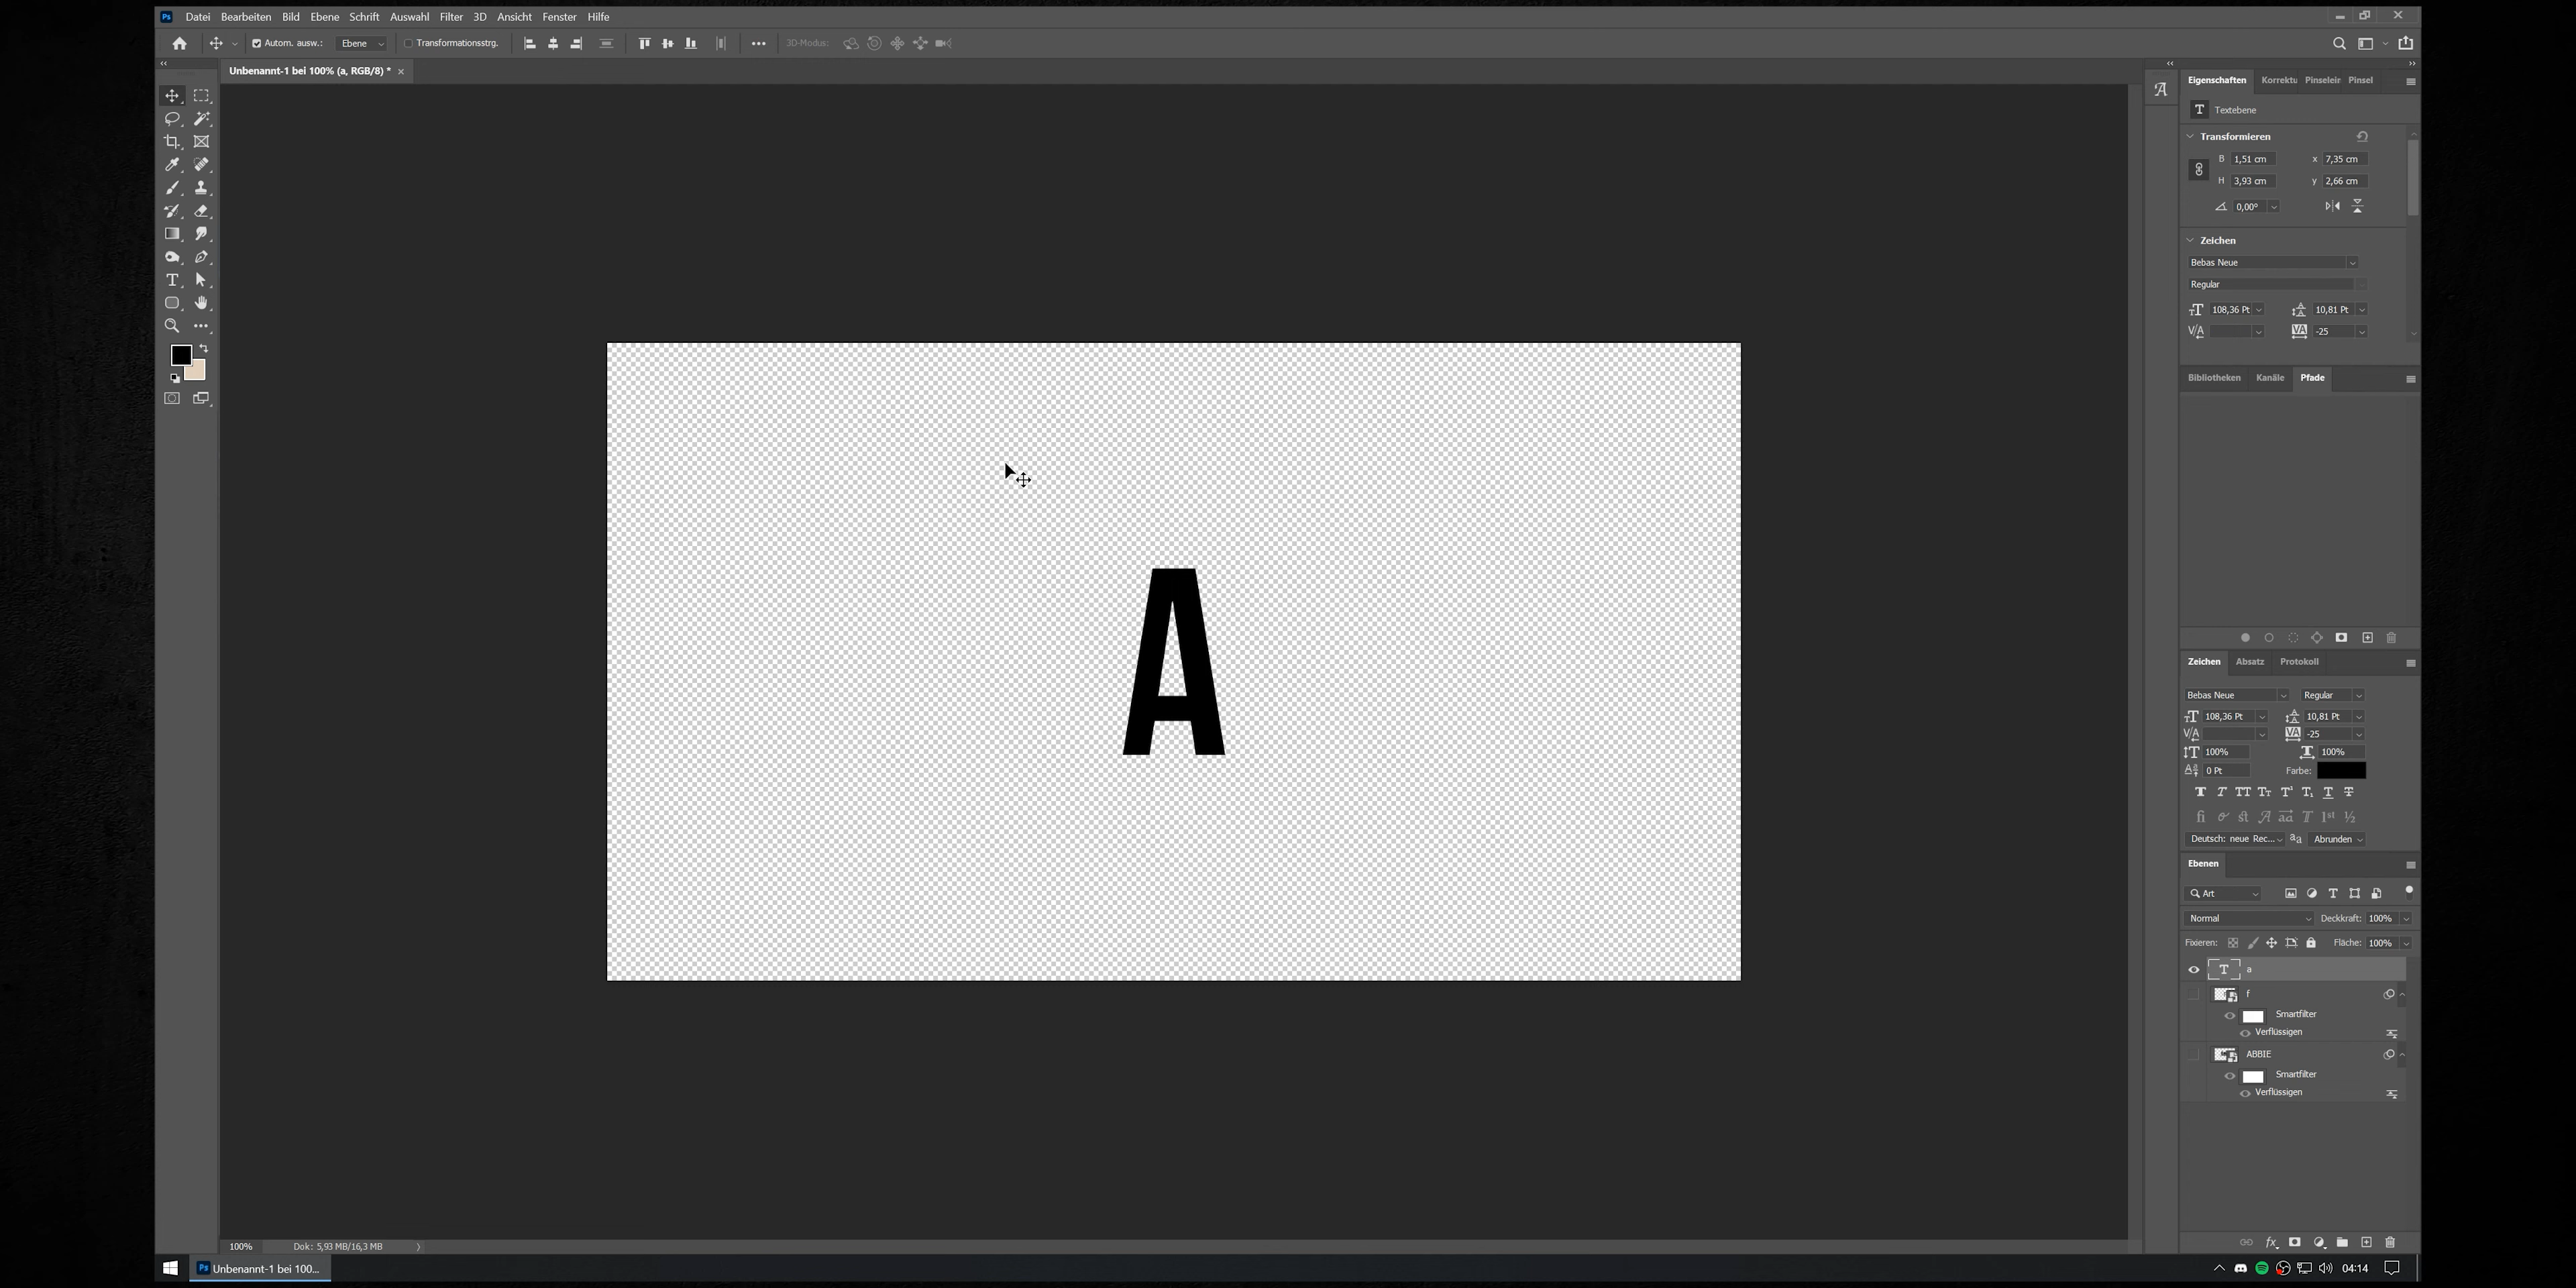 Ps Datei Bearbeiten Bild Ebene Schrift Auswahl Filter 3D Ansicht Fenster Hilfe
Autom. ausw.: Ebene Transformationsstrg. 3D-Modus:
Unbenannt-1 bei 100% (a, RGB/8) *
Eigenschaften Korrektu Pinselein Pinsel
Textebene
Transformieren
B 1,51 cm x 7,35 cm
H 3,93 cm y 2,66 cm
0,00°
Zeichen
Bebas Neue
Regular
108,36 Pt 10,81 Pt
-25
Bibliotheken Kanäle Pfade
A
Zeichen Absatz Protokoll
Bebas Neue Regular
108,36 Pt 10,81 Pt
-25
100% 100%
0 Pt Farbe:
Deutsch: neue Rec... Abrunden
Ebenen
Art
Normal Deckkraft: 100%
Fixieren: Fläche: 100%
a
f
Smartfilter
Verflüssigen
ABBIE
Smartfilter
Verflüssigen
100% Dok: 5,93 MB/16,3 MB
Ps Unbenannt-1 bei 100... 04:14